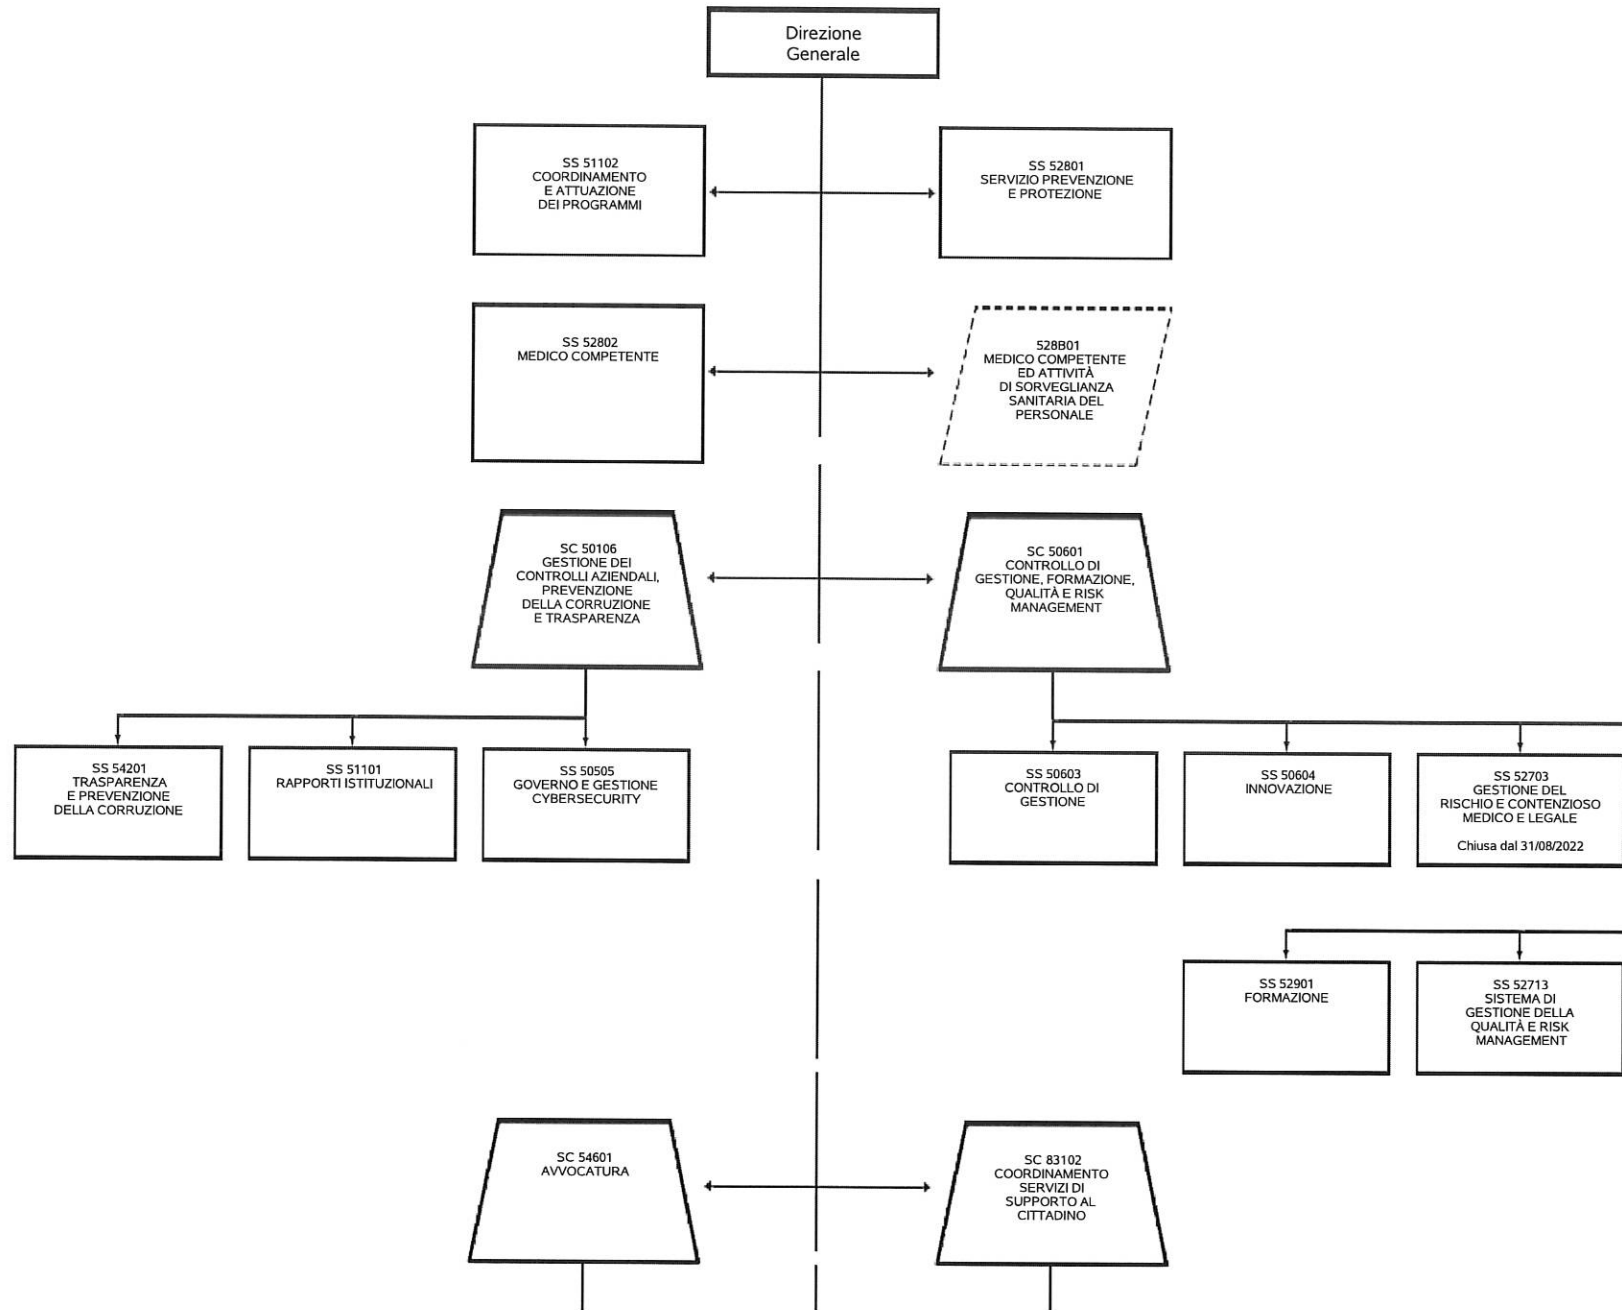 Direzione
Generale
SS 51102
COORDINAMENTO
E ATTUAZIONE
DEI PROGRAMMI
SS 52801
SERVIZIO PREVENZIONE
E PROTEZIONE
SS 52802
MEDICO COMPETENTE
528B01
MEDICO COMPETENTE
ED ATTIVITÀ
DI SORVEGLIANZA
SANITARIA DEL
PERSONALE
SC 50106
GESTIONE DEI
CONTROLLI AZIENDALI,
PREVENZIONE
DELLA CORRUZIONE
E TRASPARENZA
SC 50601
CONTROLLO DI
GESTIONE, FORMAZIONE,
QUALITÀ E RISK
MANAGEMENT
SS 54201
TRASPARENZA
E PREVENZIONE
DELLA CORRUZIONE
SS 51101
RAPPORTI ISTITUZIONALI
SS 50505
GOVERNO E GESTIONE
CYBERSECURITY
SS 50603
CONTROLLO DI
GESTIONE
SS 50604
INNOVAZIONE
SS 52703
GESTIONE DEL
RISCHIO E CONTENZIOSO
MEDICO E LEGALE
Chiusa dal 31/08/2022
SS 52901
FORMAZIONE
SS 52713
SISTEMA DI
GESTIONE DELLA
QUALITÀ E RISK
MANAGEMENT
SC 54601
AVVOCATURA
SC 83102
COORDINAMENTO
SERVIZI DI
SUPPORTO AL
CITTADINO